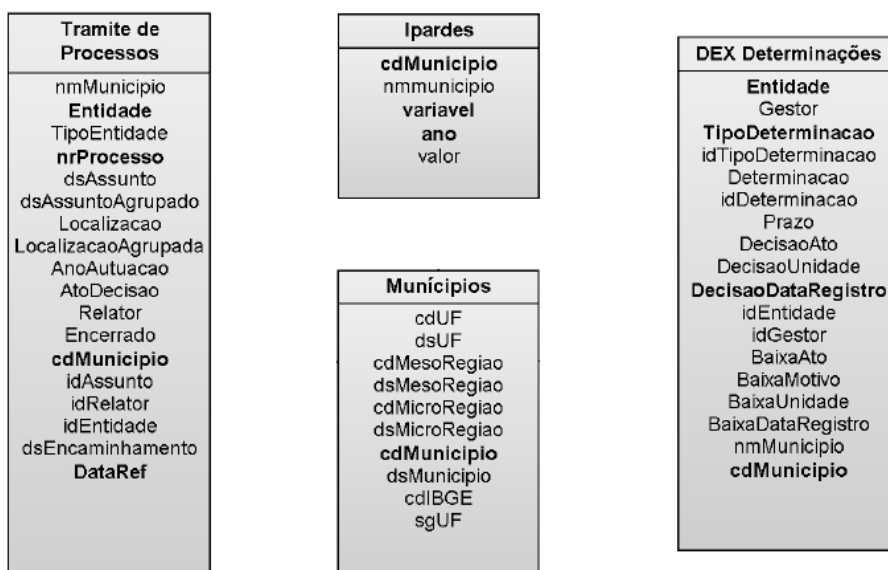 Tramite de
Processos
nmMunicipio
Entidade
TipoEntidade
nrProcesso
dsAssunto
dsAssuntoAgrupado
Localizacao
LocalizacaoAgrupada
AnoAutuacao
AtoDecisao
Relator
Encerrado
cdMunicipio
idAssunto
idRelator
idEntidade
dsEncaminhamento
DataRef
Ipardes
cdMunicipio
nmmunicipio
variavel
ano
valor
Munícipios
cdUF
dsUF
cdMesoRegiao
dsMesoRegiao
cdMicroRegiao
dsMicroRegiao
cdMunicipio
dsMunicipio
cdIBGE
sgUF
DEX Determinações
Entidade
Gestor
TipoDeterminacao
idTipoDeterminacao
Determinacao
idDeterminacao
Prazo
DecisaoAto
DecisaoUnidade
DecisaoDataRegistro
idEntidade
idGestor
BaixaAto
BaixaMotivo
BaixaUnidade
BaixaDataRegistro
nmMunicipio
cdMunicipio